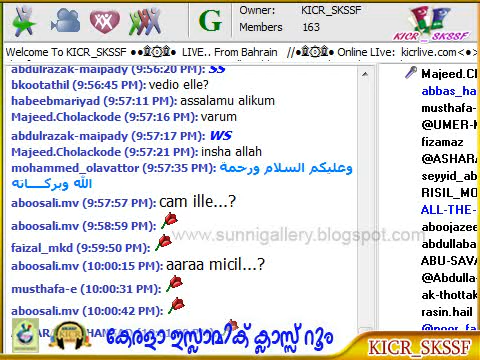 G
Owner: _KICR_SKSSF
Members 163
KICR_SKSSF
Welcome To KICR_SSKF LIVE.. From Bahrain //● Online Live: kicrlive.com<●>
abdulrazak-maipady (9:56:20 PM): SS
bkootathil (9:56:45 PM): vedio elle?
habeebmariyad (9:57:11 PM): assalamu alikum
Majeed.Cholackode (9:57:16 PM): varum
abdulrazak-maipady (9:57:17 PM): WS
Majeed.Cholackode (9:57:21 PM): insha allah
mohammed_olavattor (9:57:35 PM): وعليكم السلام ورحمة
الله وبركـــاته
aboosali.mv (9:57:57 PM): cam ille...?
aboosali.mv (9:58:59 PM):
faizal_mkd (9:59:50 PM):
aboosali.mv (10:00:15 PM): aaraa micil...?
musthafa-e (10:00:31 PM):
aboosali.mv (10:00:42 PM):
Majeed.C
abbas_ha
musthafa-
@UMER-K
fizamaz
@ASHARA
seyyid_ab
RISIL_MO
ALL-THE-
aboojazee
abdullaba
ABU-SAVA
@Abdulla-
ak-thottak
rasin.hail
www.sunnigallery.blogspot.com
കേരളാ ഇസ്ലാമിക് ക്ലാസ്സ് റൂം
KICR_SKSSF